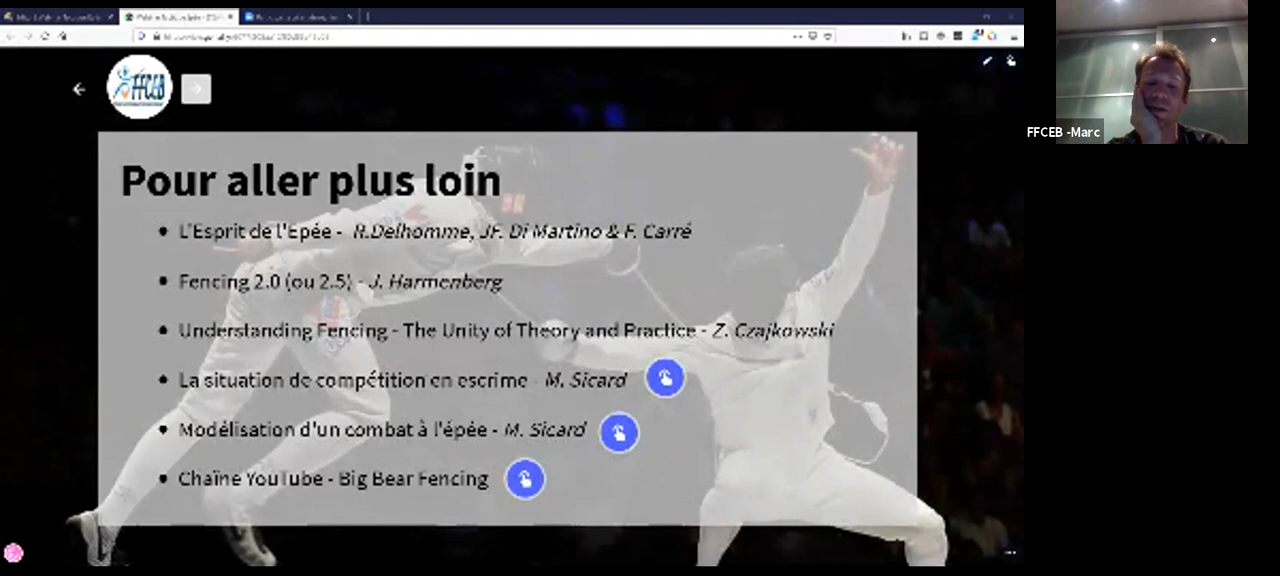 FFCEB
FFCEB -Marc
Pour aller plus loin
• L'Esprit de l'Epée - R.Delhomme, JF. Di Martino & F. Carré
• Fencing 2.0 (ou 2.5) - J. Harmenberg
• Understanding Fencing - The Unity of Theory and Practice - Z. Czajkowski
• La situation de compétition en escrime - M. Sicard
• Modélisation d'un combat à l'épée - M. Sicard
• Chaîne YouTube - Big Bear Fencing